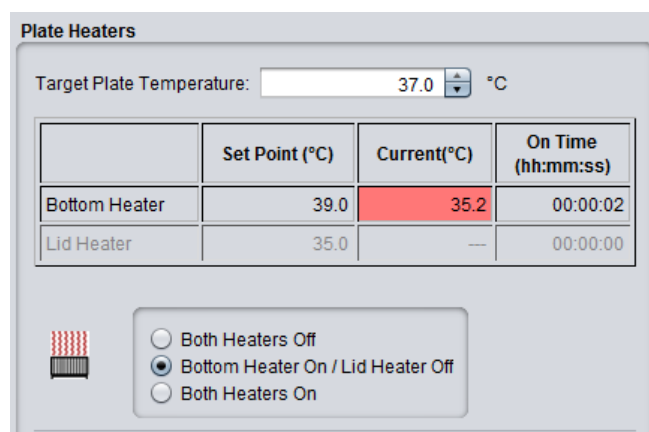 Plate Heaters
Target Plate Temperature: 37.0 °C
Set Point (°C) Current(°C) On Time (hh:mm:ss)
Bottom Heater 39.0 35.2 00:00:02
Lid Heater 35.0 --- 00:00:00
Both Heaters Off
Bottom Heater On / Lid Heater Off
Both Heaters On